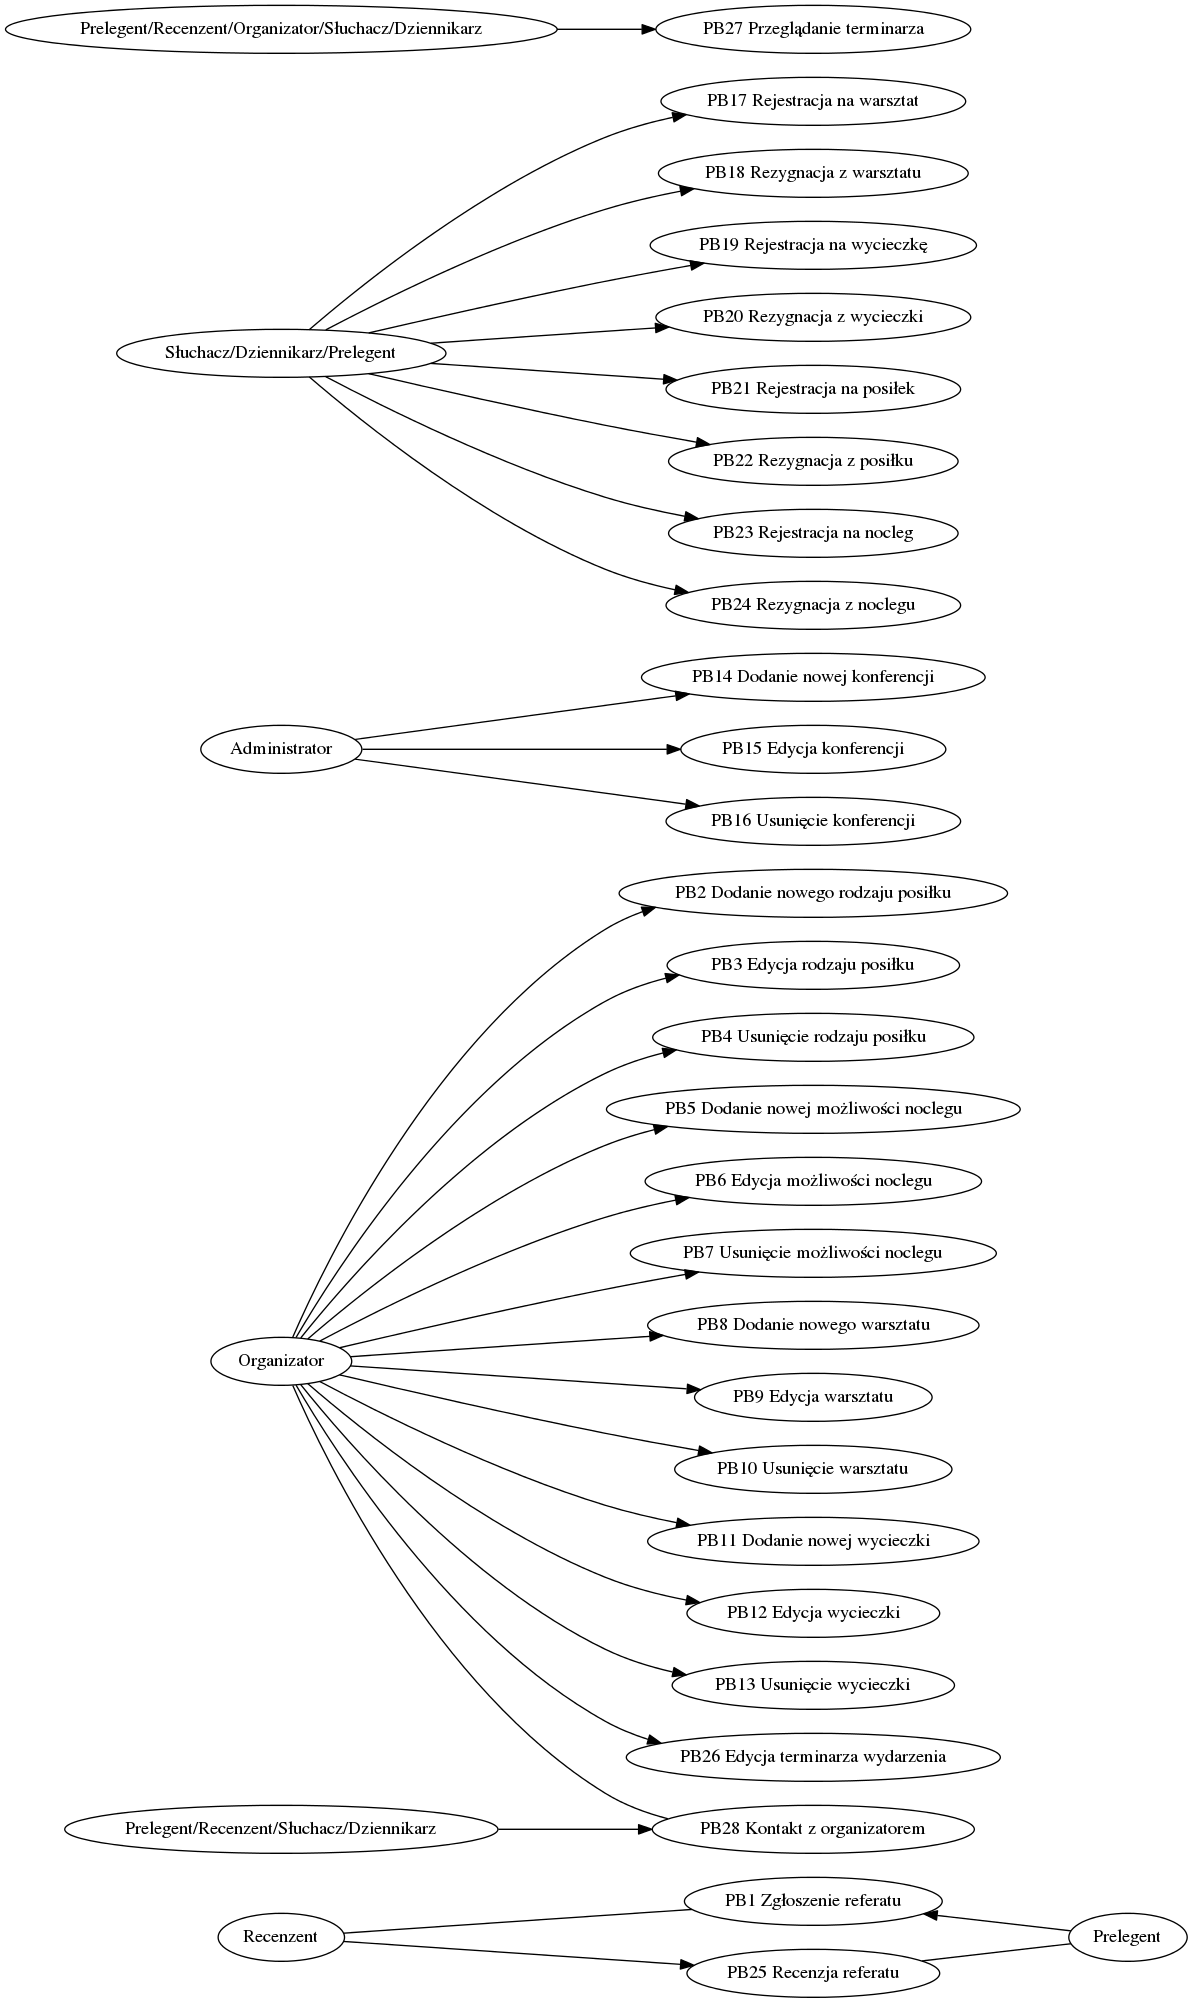 Prelegent/Recenzent/Organizator/Słuchacz/Dziennikarz
PB27 Przeglądanie terminarza
PB17 Rejestracja na warsztat
PB18 Rezygnacja z warsztatu
PB19 Rejestracja na wycieczkę
PB20 Rezygnacja z wycieczki
Słuchacz/Dziennikarz/Prelegent
PB21 Rejestracja na posiłek
PB22 Rezygnacja z posiłku
PB23 Rejestracja na nocleg
PB24 Rezygnacja z noclegu
PB14 Dodanie nowej konferencji
Administrator
PB15 Edycja konferencji
PB16 Usunięcie konferencji
PB2 Dodanie nowego rodzaju posiłku
PB3 Edycja rodzaju posiłku
PB4 Usunięcie rodzaju posiłku
PB5 Dodanie nowej możliwości noclegu
PB6 Edycja możliwości noclegu
PB7 Usunięcie możliwości noclegu
PB8 Dodanie nowego warsztatu
Organizator
PB9 Edycja warsztatu
PB10 Usunięcie warsztatu
PB11 Dodanie nowej wycieczki
PB12 Edycja wycieczki
PB13 Usunięcie wycieczki
PB26 Edycja terminarza wydarzenia
Prelegent/Recenzent/Słuchacz/Dziennikarz
PB28 Kontakt z organizatorem
PB1 Zgłoszenie referatu
Recenzent
Prelegent
PB25 Recenzja referatu